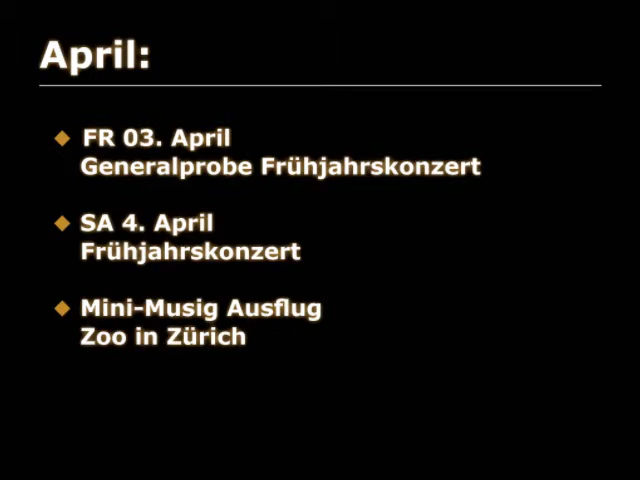 April:
FR 03. April
Generalprobe Frühjahrskonzert
SA 4. April
Frühjahrskonzert
Mini-Musig Ausflug
Zoo in Zürich